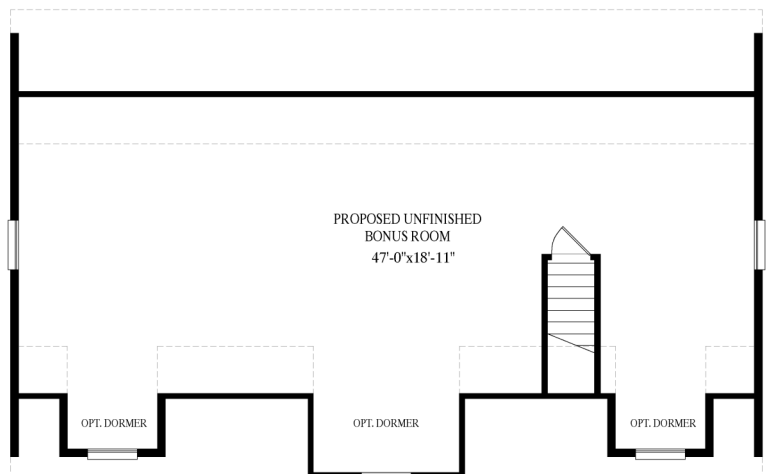 PROPOSED UNFINISHED
BONUS ROOM
47'-0"x18'-11"
OPT. DORMER
OPT. DORMER
OPT. DORMER